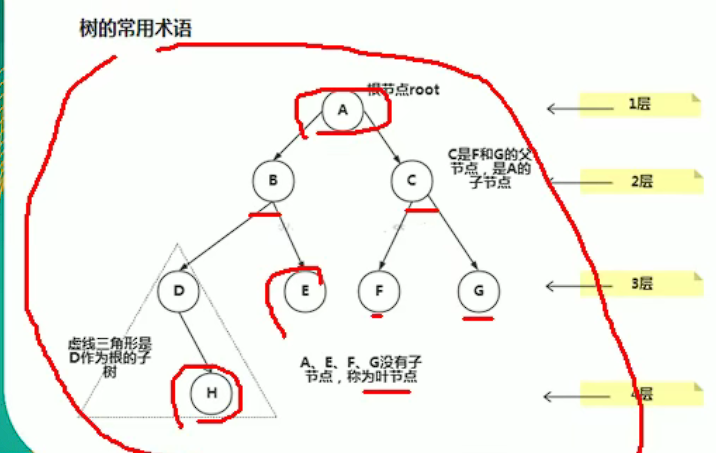 树的常用术语
根节点root
A
1层
C是F和G的父
节点，是A的
子节点
B
C
2层
D
E
F
G
3层
虚线三角形是
D作为根的子
树
A、E、F、G没有子
节点，称为叶节点
H
4层